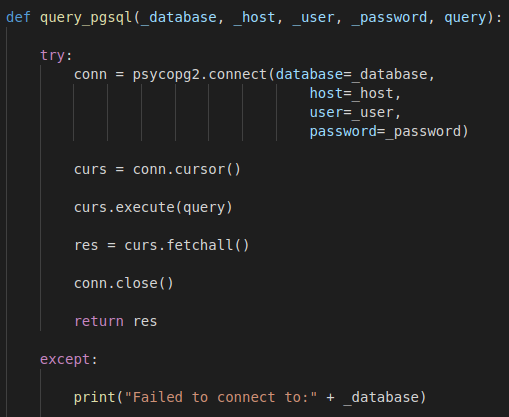 def query_pgsql(_database, _host, _user, _password, query):
try:
conn = psycopg2.connect(database=_database,
host=_host,
user=_user,
password=_password)
curs = conn.cursor()
curs.execute(query)
res = curs.fetchall()
conn.close()
return res
except:
print("Failed to connect to:" + _database)